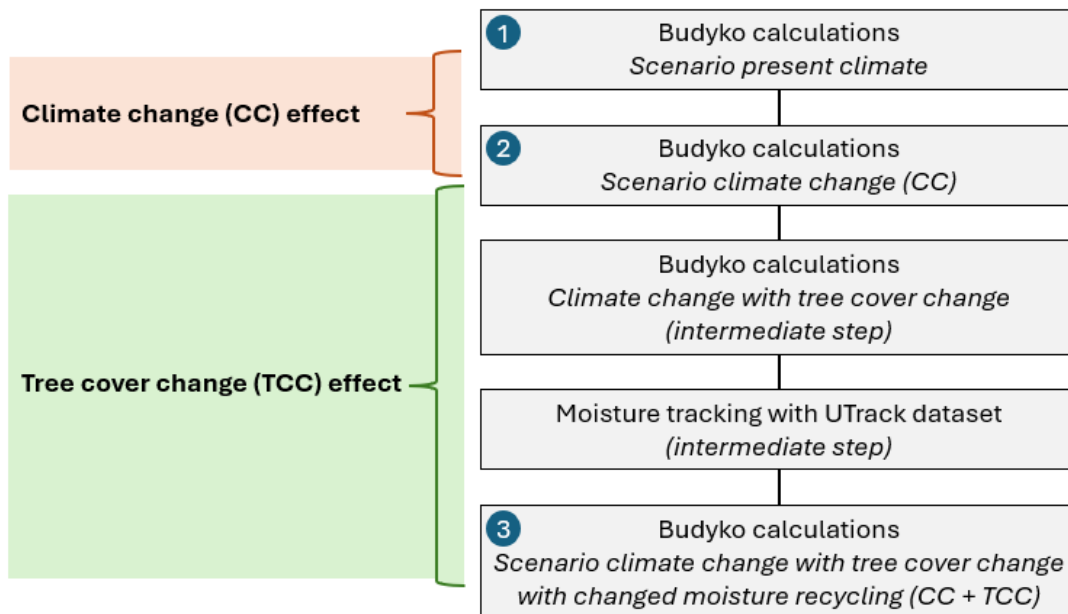 1
Budyko calculations
Scenario present climate
Climate change (CC) effect
2
Budyko calculations
Scenario climate change (CC)
Budyko calculations
Climate change with tree cover change
(intermediate step)
Tree cover change (TCC) effect
Moisture tracking with UTrack dataset
(intermediate step)
3
Budyko calculations
Scenario climate change with tree cover change
with changed moisture recycling (CC + TCC)